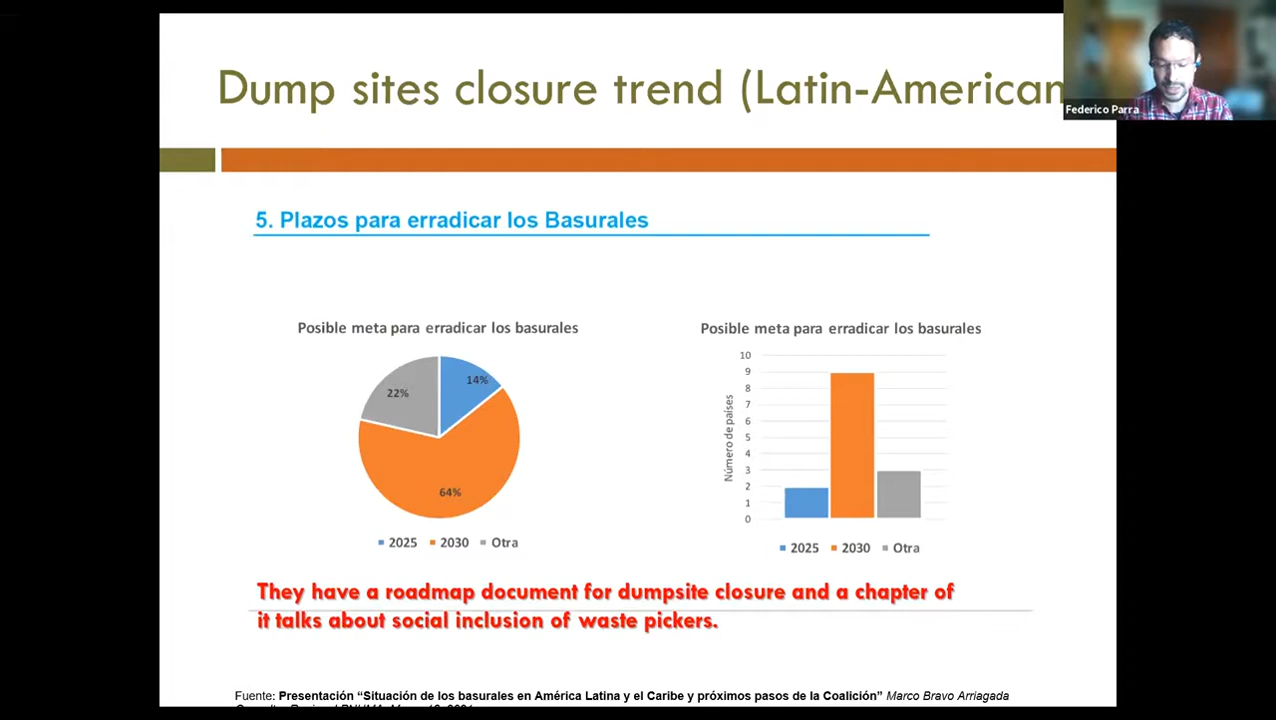 Dump sites closure trend (Latin-American
Federico Parra
5. Plazos para erradicar los Basurales
Posible meta para erradicar los basurales
14%
22%
64%
2025 2030 Otra
Posible meta para erradicar los basurales
Número de países
10
9
8
7
6
5
4
3
2
1
0
2025 2030 Otra
They have a roadmap document for dumpsite closure and a chapter of
it talks about social inclusion of waste pickers.
Fuente: Presentación “Situación de los basurales en América Latina y el Caribe y próximos pasos de la Coalición” Marco Bravo Arriagada